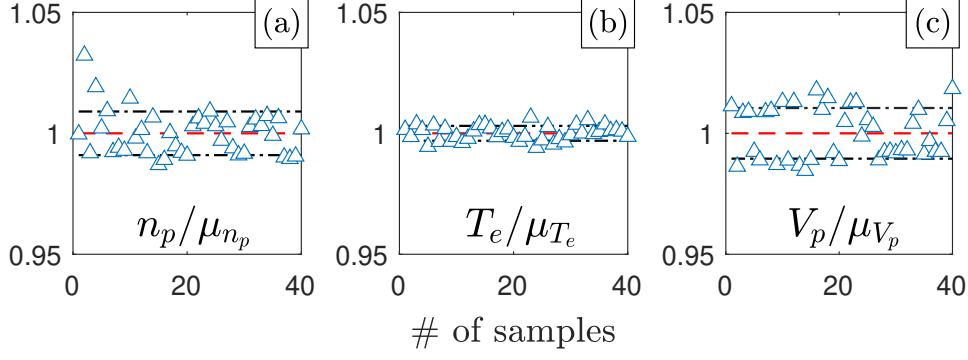 1.05 (a) 1.05 (b) 1.05 (c)
1 1 1
n_p/μ_{n_p} T_e/μ_{T_e} V_p/μ_{V_p}
0.95 0.95 0.95
0 20 40 0 20 40 0 20 40
# of samples